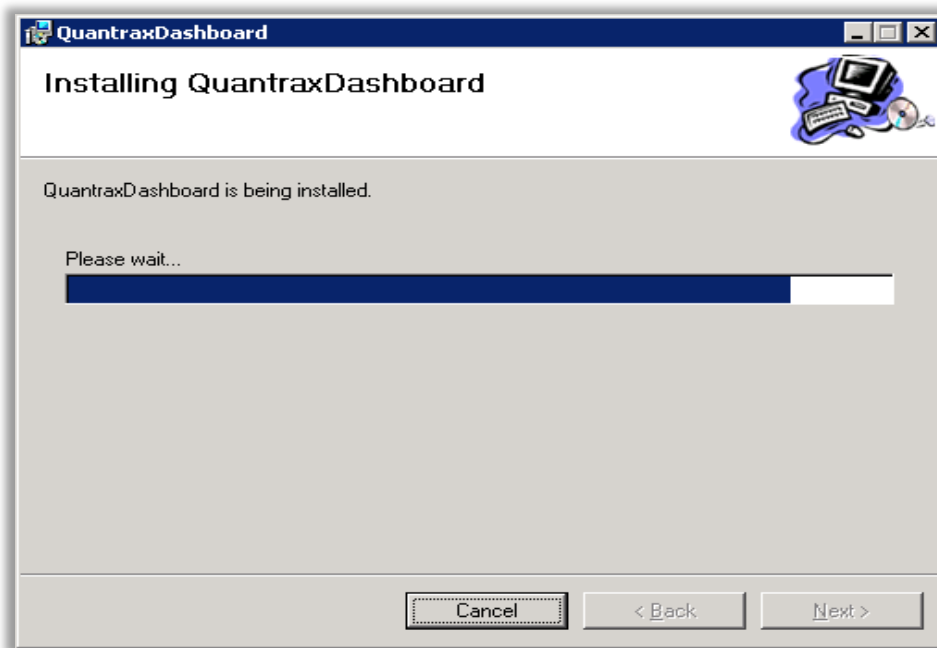 QuantraxDashboard
Installing QuantraxDashboard
QuantraxDashboard is being installed.
Please wait...
Cancel
< Back
Next >